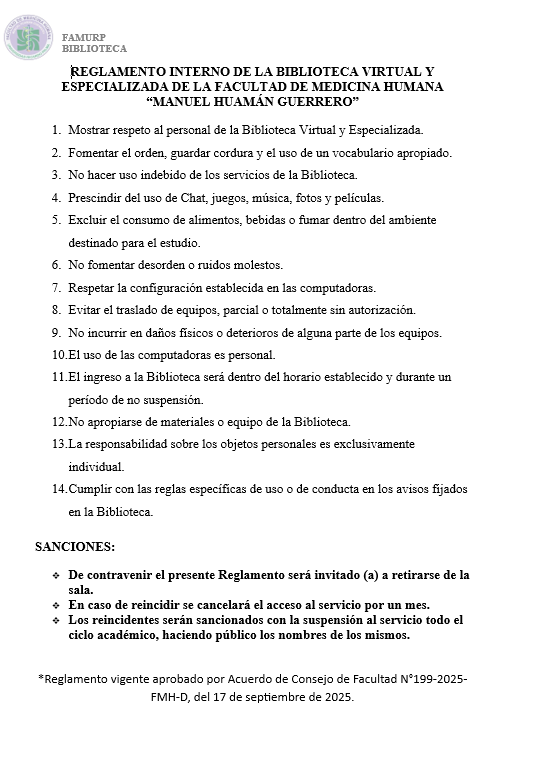 FAMURP
BIBLIOTECA
REGLAMENTO INTERNO DE LA BIBLIOTECA VIRTUAL Y
ESPECIALIZADA DE LA FACULTAD DE MEDICINA HUMANA
“MANUEL HUAMÁN GUERRERO”
1. Mostrar respeto al personal de la Biblioteca Virtual y Especializada.
2. Fomentar el orden, guardar cordura y el uso de un vocabulario apropiado.
3. No hacer uso indebido de los servicios de la Biblioteca.
4. Prescindir del uso de Chat, juegos, música, fotos y películas.
5. Excluir el consumo de alimentos, bebidas o fumar dentro del ambiente
destinado para el estudio.
6. No fomentar desorden o ruidos molestos.
7. Respetar la configuración establecida en las computadoras.
8. Evitar el traslado de equipos, parcial o totalmente sin autorización.
9. No incurrir en daños físicos o deterioros de alguna parte de los equipos.
10.El uso de las computadoras es personal.
11.El ingreso a la Biblioteca será dentro del horario establecido y durante un
período de no suspensión.
12.No apropiarse de materiales o equipo de la Biblioteca.
13.La responsabilidad sobre los objetos personales es exclusivamente
individual.
14.Cumplir con las reglas específicas de uso o de conducta en los avisos fijados
en la Biblioteca.
SANCIONES:
❖ De contravenir el presente Reglamento será invitado (a) a retirarse de la
sala.
❖ En caso de reincidir se cancelará el acceso al servicio por un mes.
❖ Los reincidentes serán sancionados con la suspensión al servicio todo el
ciclo académico, haciendo público los nombres de los mismos.
*Reglamento vigente aprobado por Acuerdo de Consejo de Facultad N°199-2025-
FMH-D, del 17 de septiembre de 2025.